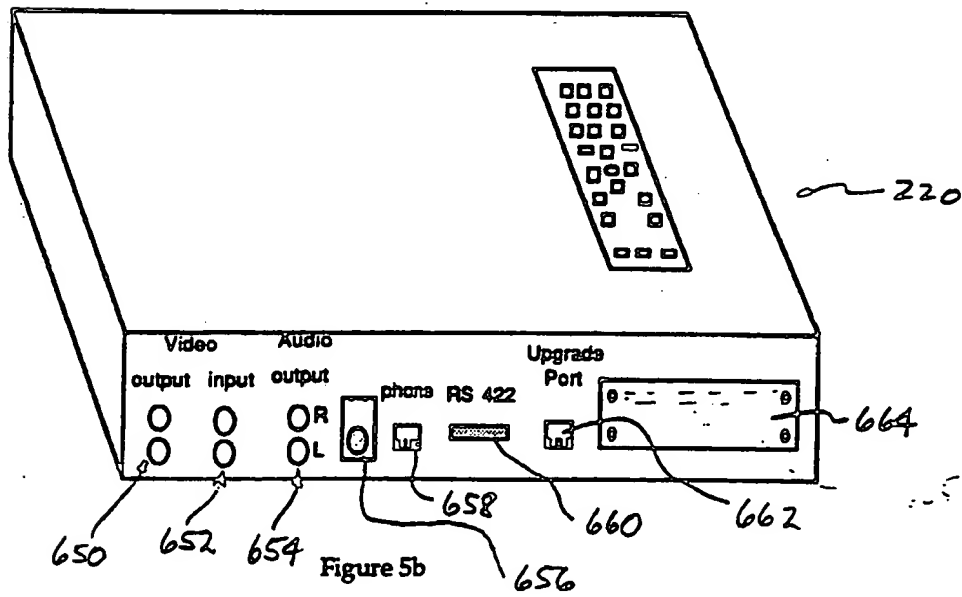 220
Video Audio Upgrade
output input output phone RS 422 Port
R
L
664
658 660 662
650 652 654 656
Figure 5b